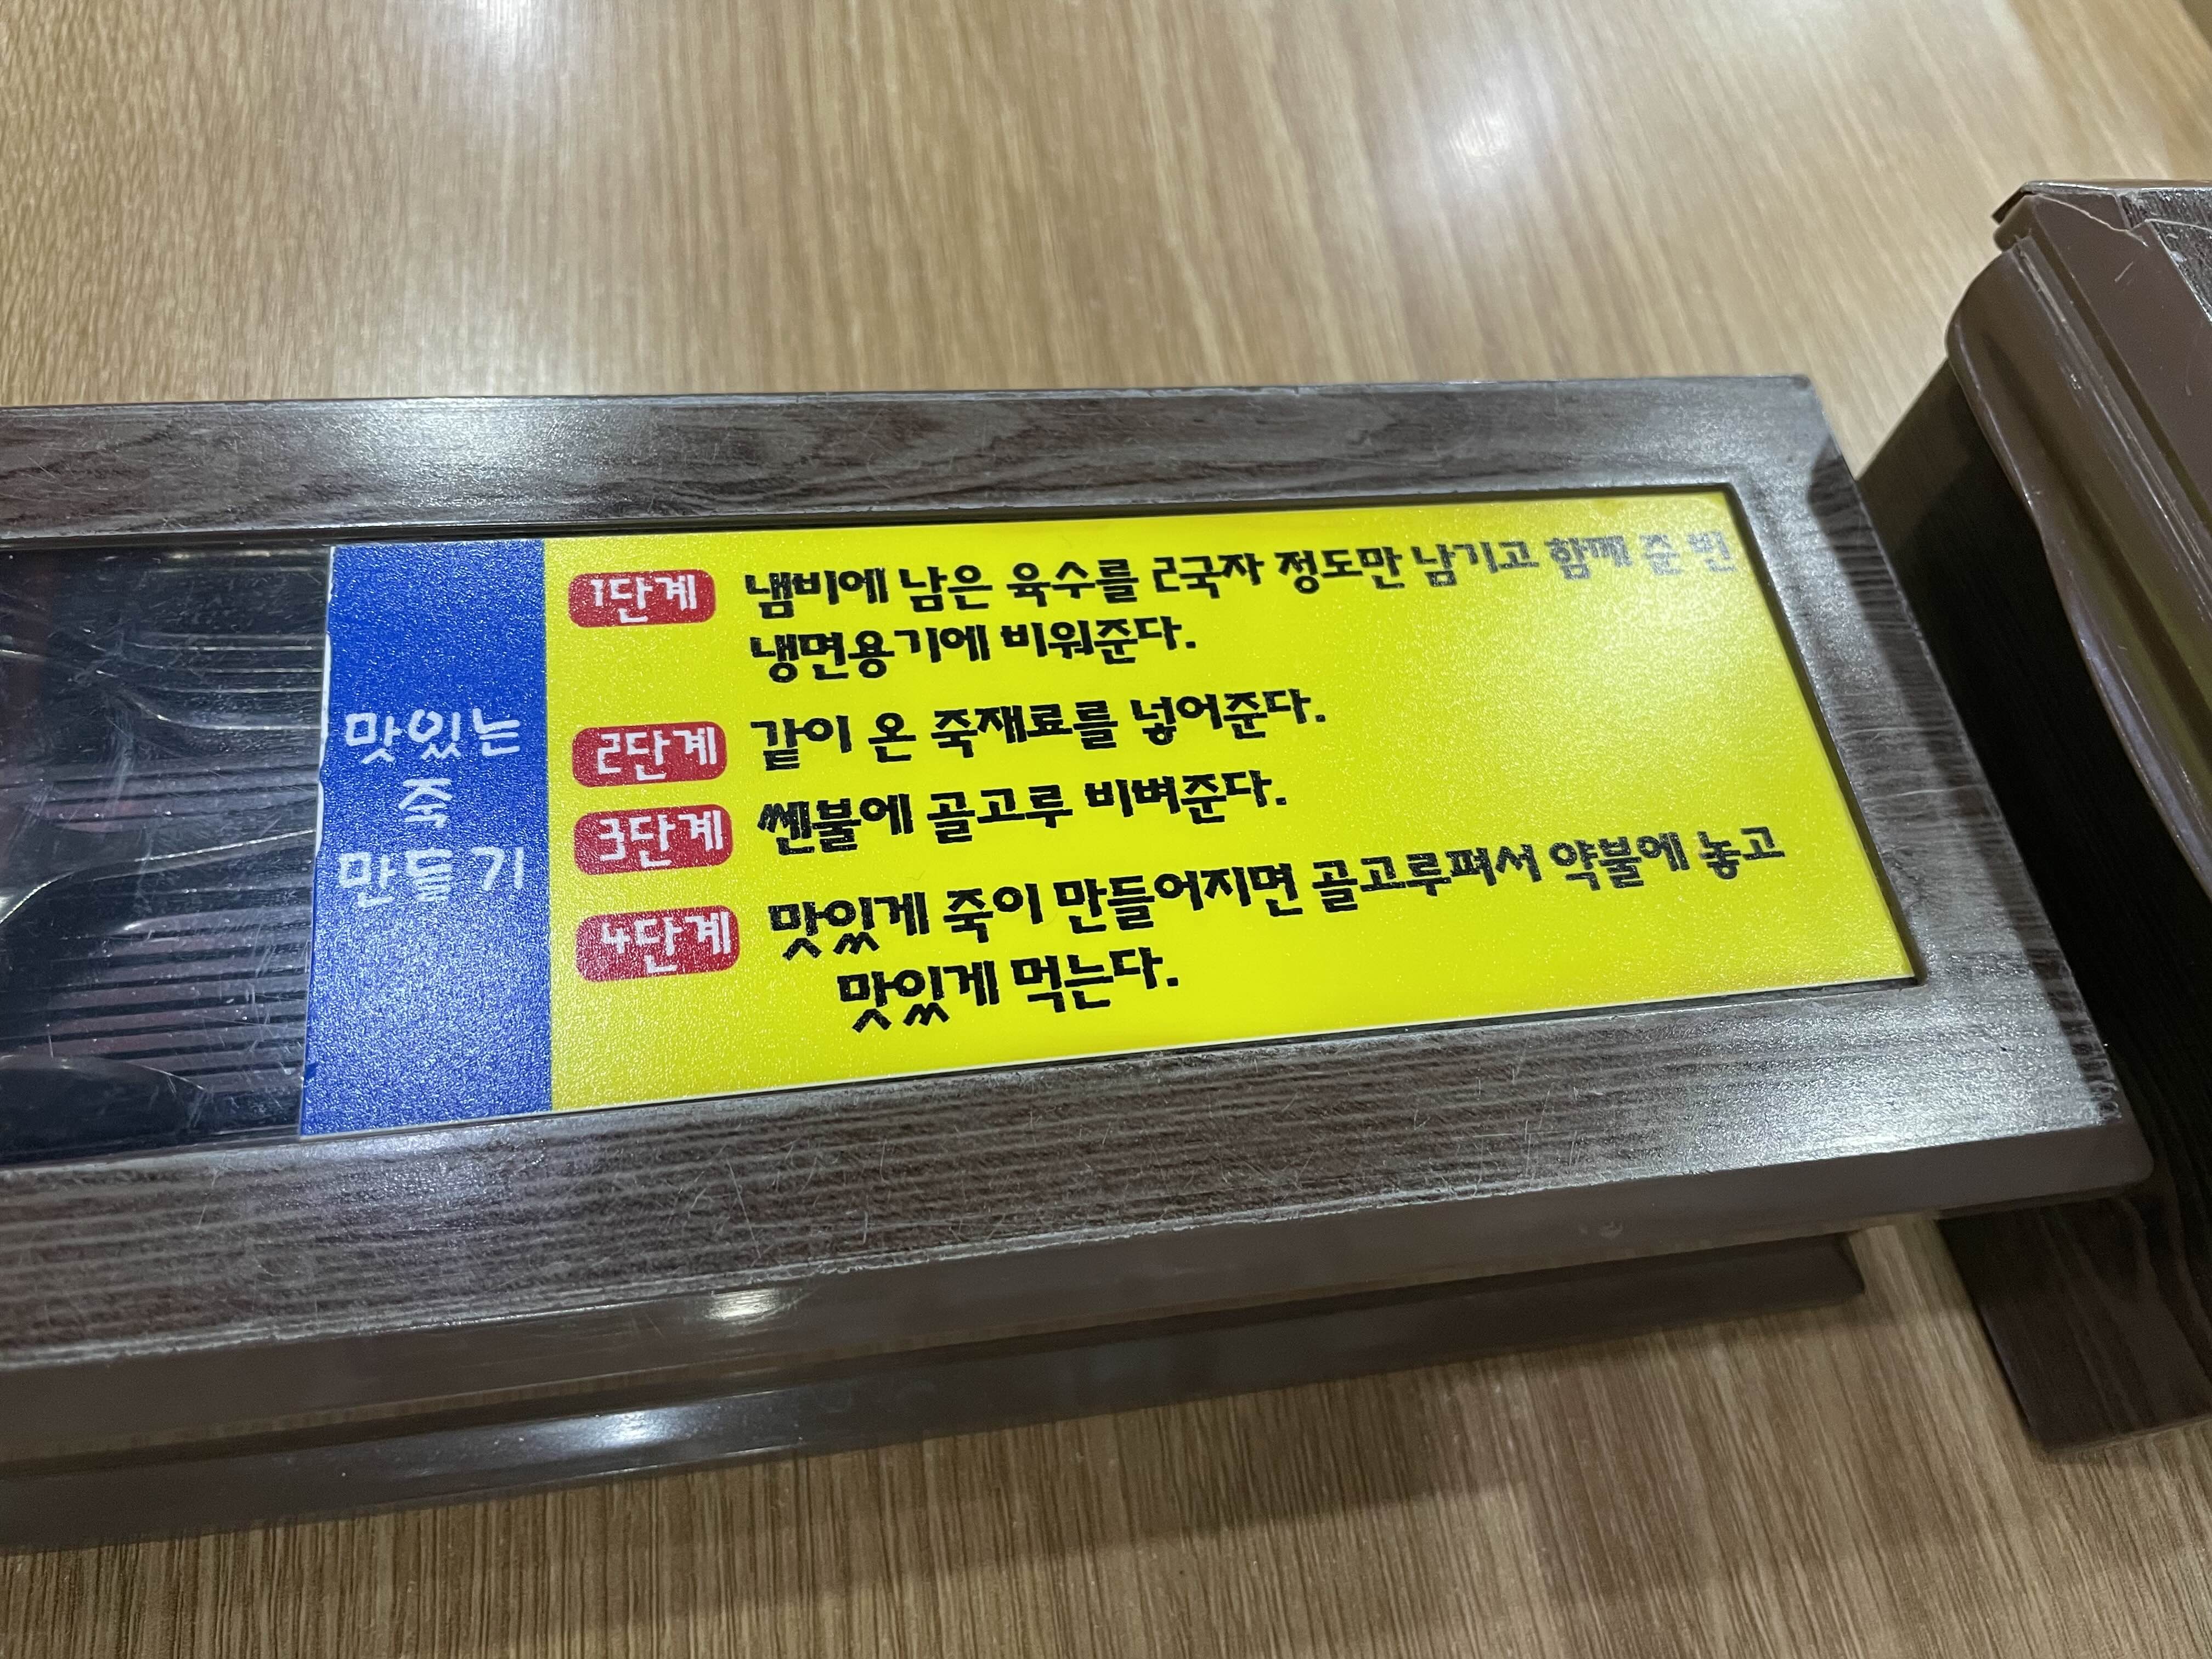 맛있는
죽
만들기
1단계 냄비에 남은 육수를 2국자 정도만 남기고 함께 준 빈
냉면용기에 비워준다.
2단계 같이 온 죽재료를 넣어준다.
3단계 쎈불에 골고루 비벼준다.
4단계 맛있게 죽이 만들어지면 골고루퍼서 약불에 놓고
맛있게 먹는다.